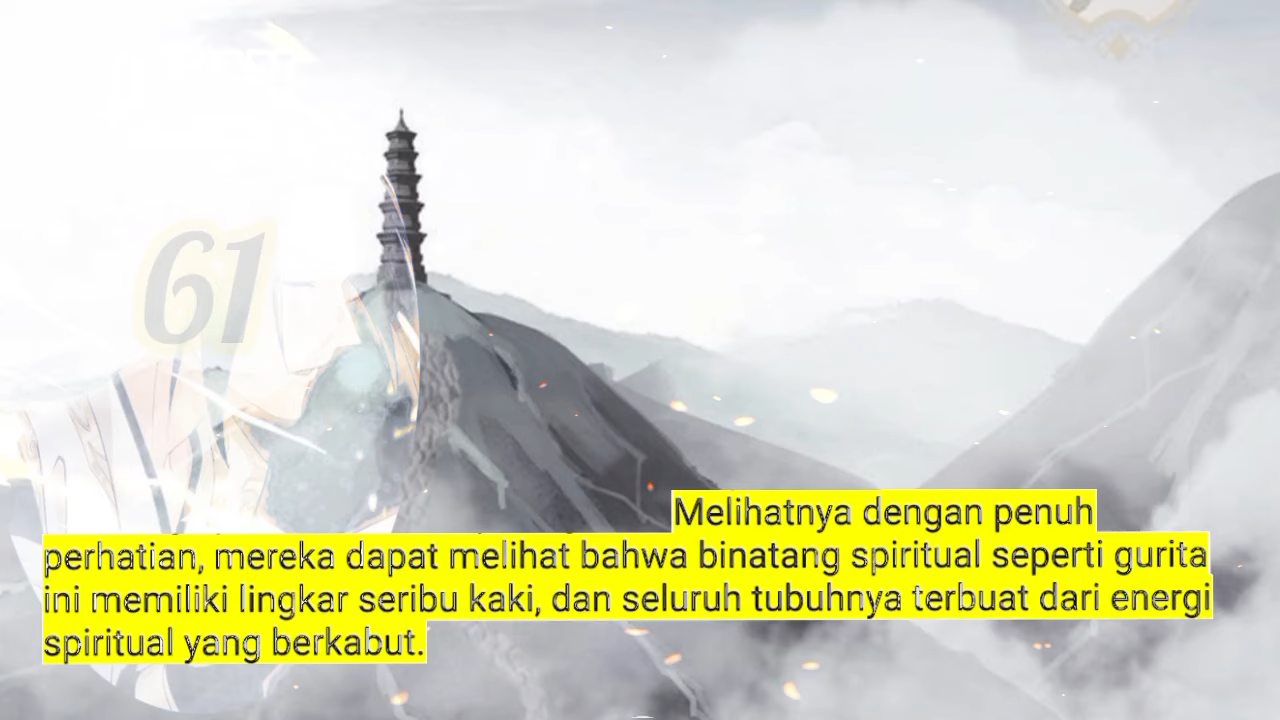 61
Melihatnya dengan penuh
perhatian, mereka dapat melihat bahwa binatang spiritual seperti gurita
ini memiliki lingkar seribu kaki, dan seluruh tubuhnya terbuat dari energi
spiritual yang berkabut.